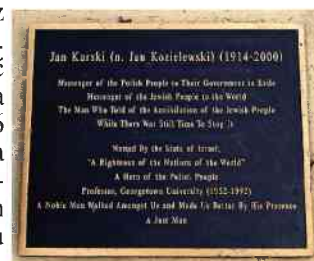 z
a
o
a
-
n
u
Jan Karski (n. Jan Kozielewski) (1914-2000)
Messenger of the Polish People to Their Government in Exile
Messenger of the Jewish People to the World
The Man Who Told of the Annihilation of the Jewish People
While There Was Still Time To Stop It
Named By the State of Israel,
"A Righteous of the Nations of the World"
A Hero of the Polish People
Professor, Georgetown University (1952-1992)
A Noble Man Walked Amongst Us and Made Us Better By His Presence
A Just Man